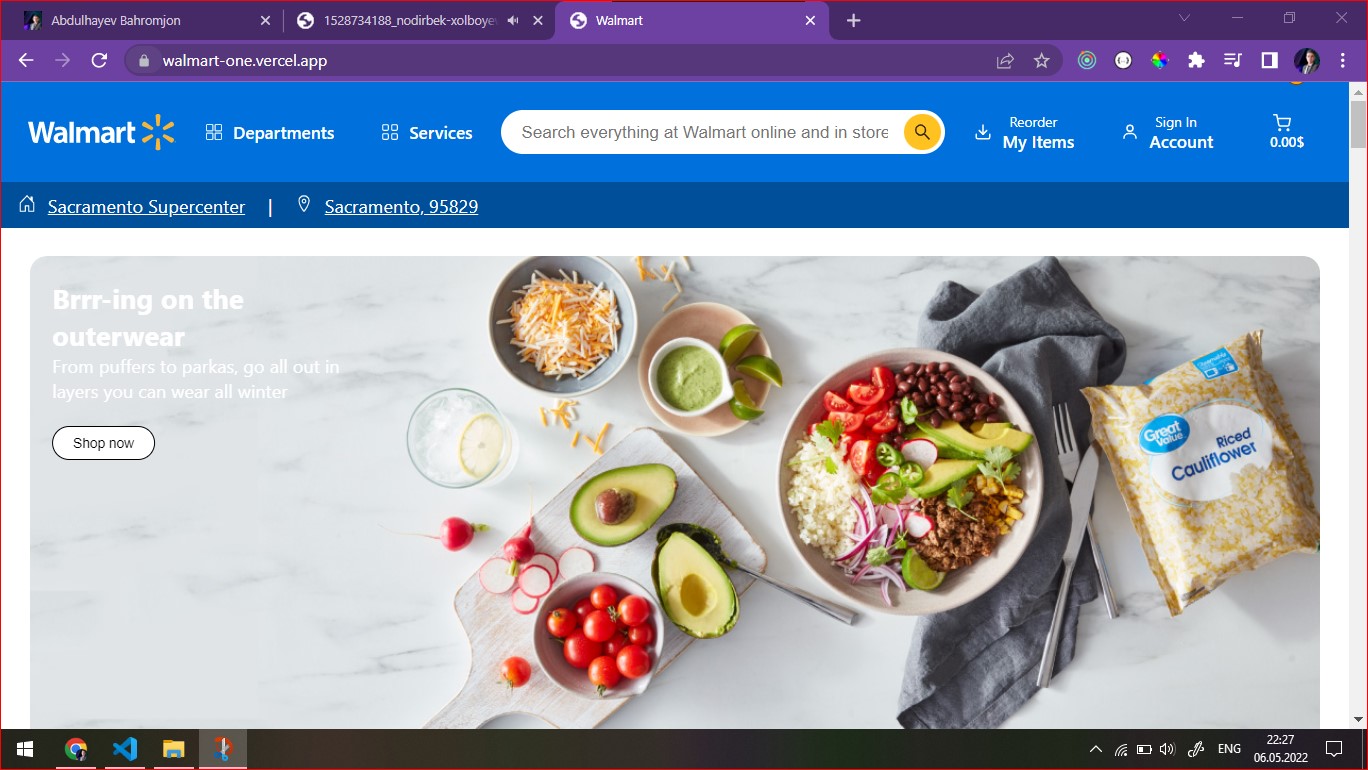 Abdulhayev Bahromjon
1528734188_nodirbek-xolboyev
Walmart
walmart-one.vercel.app
Walmart
Departments
Services
Search everything at Walmart online and in store
Reorder
My Items
Sign In
Account
0.00$
Sacramento Supercenter | Sacramento, 95829
Brrr-ing on the
outerwear
From puffers to parkas, go all out in
layers you can wear all winter
Shop now
Great
Value
Riced
Cauliflower
ENG
22:27
06.05.2022